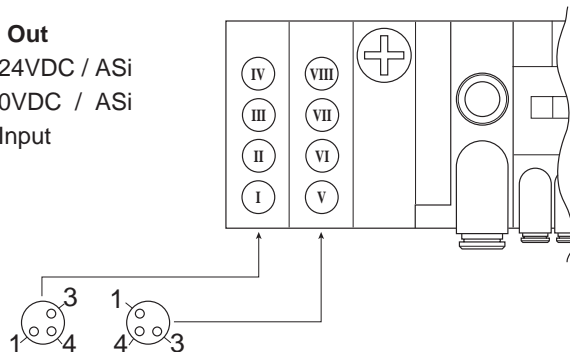 Out
24VDC / ASi
0VDC / ASi
Input
IV VIII
III VII
II VI
I V
3
1
1 4
4 3